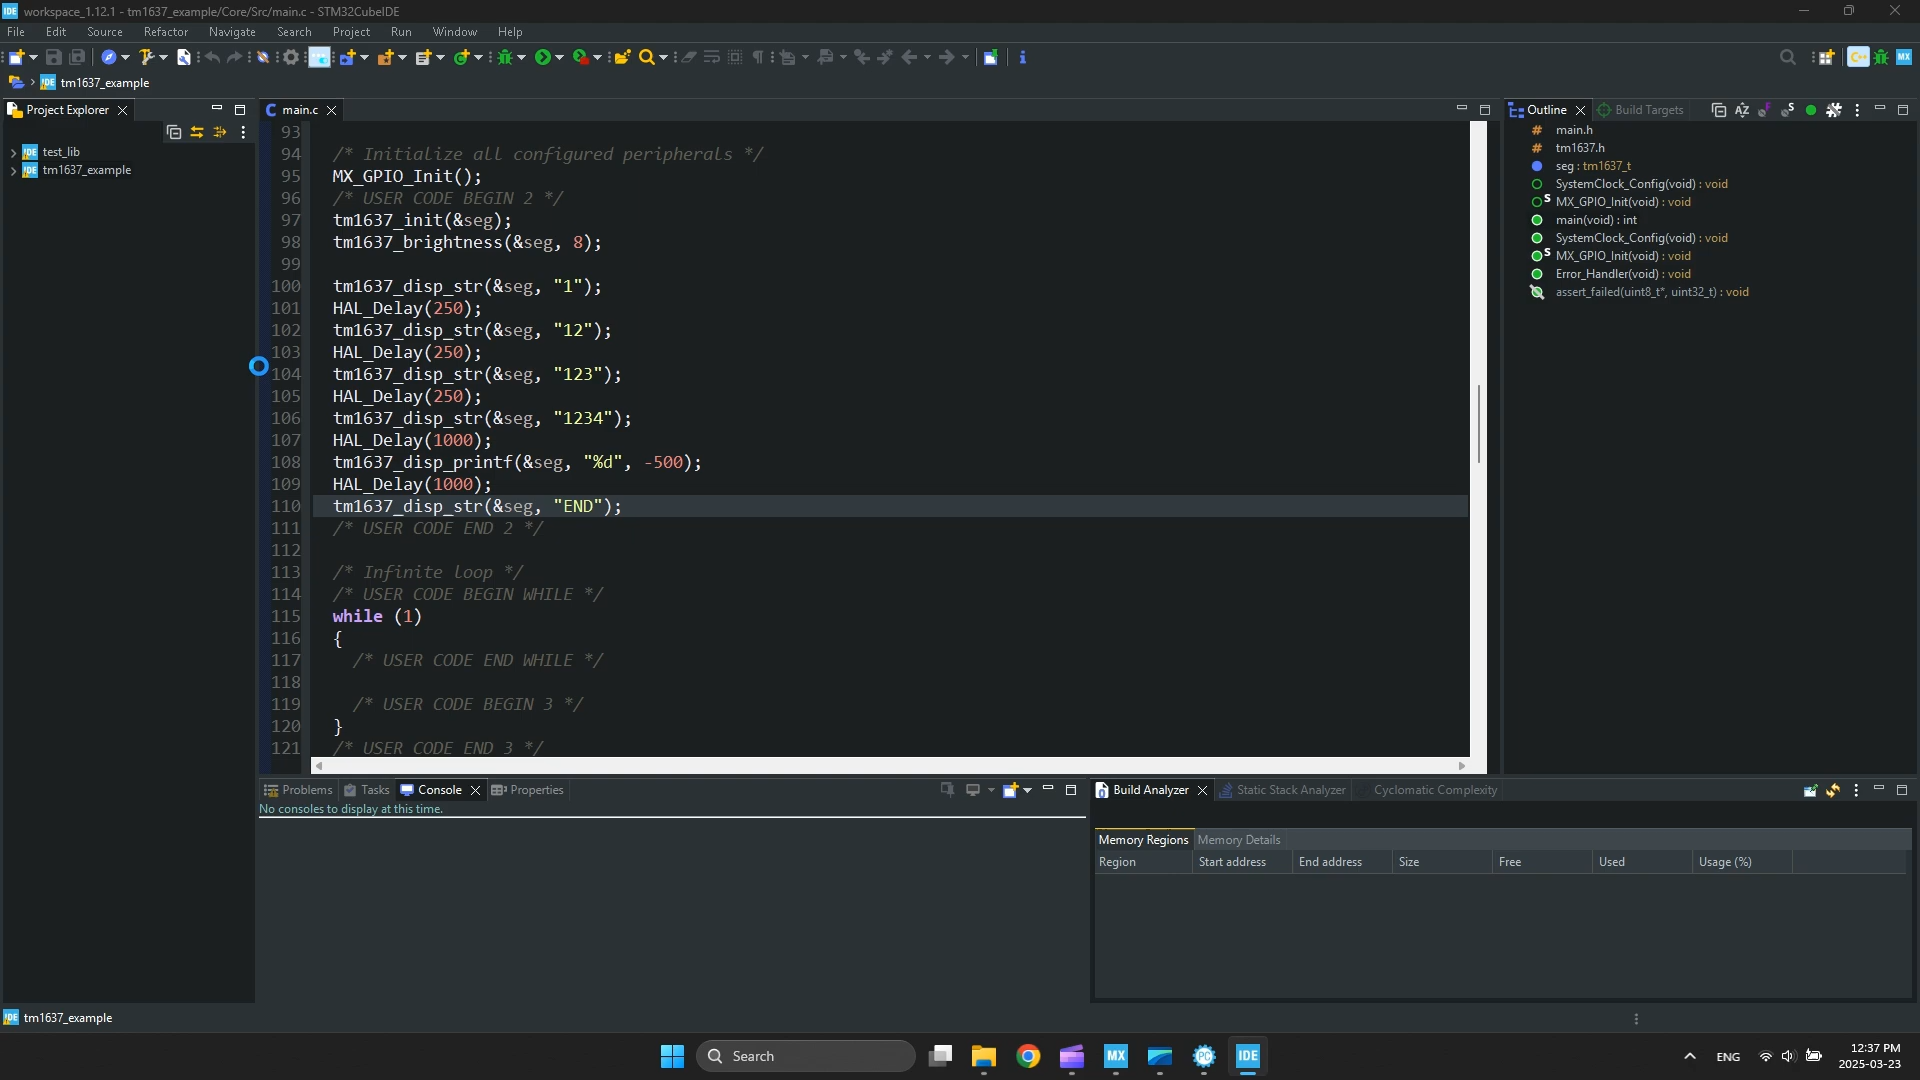 IDE workspace_1.12.1 - tm1637_example/Core/Src/main.c - STM32CubeIDE
File Edit Source Refactor Navigate Search Project Run Window Help
MX
IDE tm1637_example
Project Explorer
main.c
Outline Build Targets
test_lib
tm1637_example
93
94 /* Initialize all configured peripherals */
95 MX_GPIO_Init();
96 /* USER CODE BEGIN 2 */
97 tm1637_init(&seg);
98 tm1637_brightness(&seg, 8);
99
100 tm1637_disp_str(&seg, "1");
101 HAL_Delay(250);
102 tm1637_disp_str(&seg, "12");
103 HAL_Delay(250);
104 tm1637_disp_str(&seg, "123");
105 HAL_Delay(250);
106 tm1637_disp_str(&seg, "1234");
107 HAL_Delay(1000);
108 tm1637_disp_printf(&seg, "%d", -500);
109 HAL_Delay(1000);
110 tm1637_disp_str(&seg, "END");
111 /* USER CODE END 2 */
112
113 /* Infinite loop */
114 /* USER CODE BEGIN WHILE */
115 while (1)
116 {
117 /* USER CODE END WHILE */
118
119 /* USER CODE BEGIN 3 */
120 }
121 /* USER CODE END 3 */
main.h
tm1637.h
seg : tm1637_t
SystemClock_Config(void) : void
MX_GPIO_Init(void) : void
main(void) : int
SystemClock_Config(void) : void
MX_GPIO_Init(void) : void
Error_Handler(void) : void
assert_failed(uint8_t*, uint32_t) : void
Problems Tasks Console Properties
No consoles to display at this time.
Build Analyzer Static Stack Analyzer Cyclomatic Complexity
Memory Regions Memory Details
Region Start address End address Size Free Used Usage (%)
IDE tm1637_example
Search
MX
PC
IDE
ENG
12:37 PM
2025-03-23